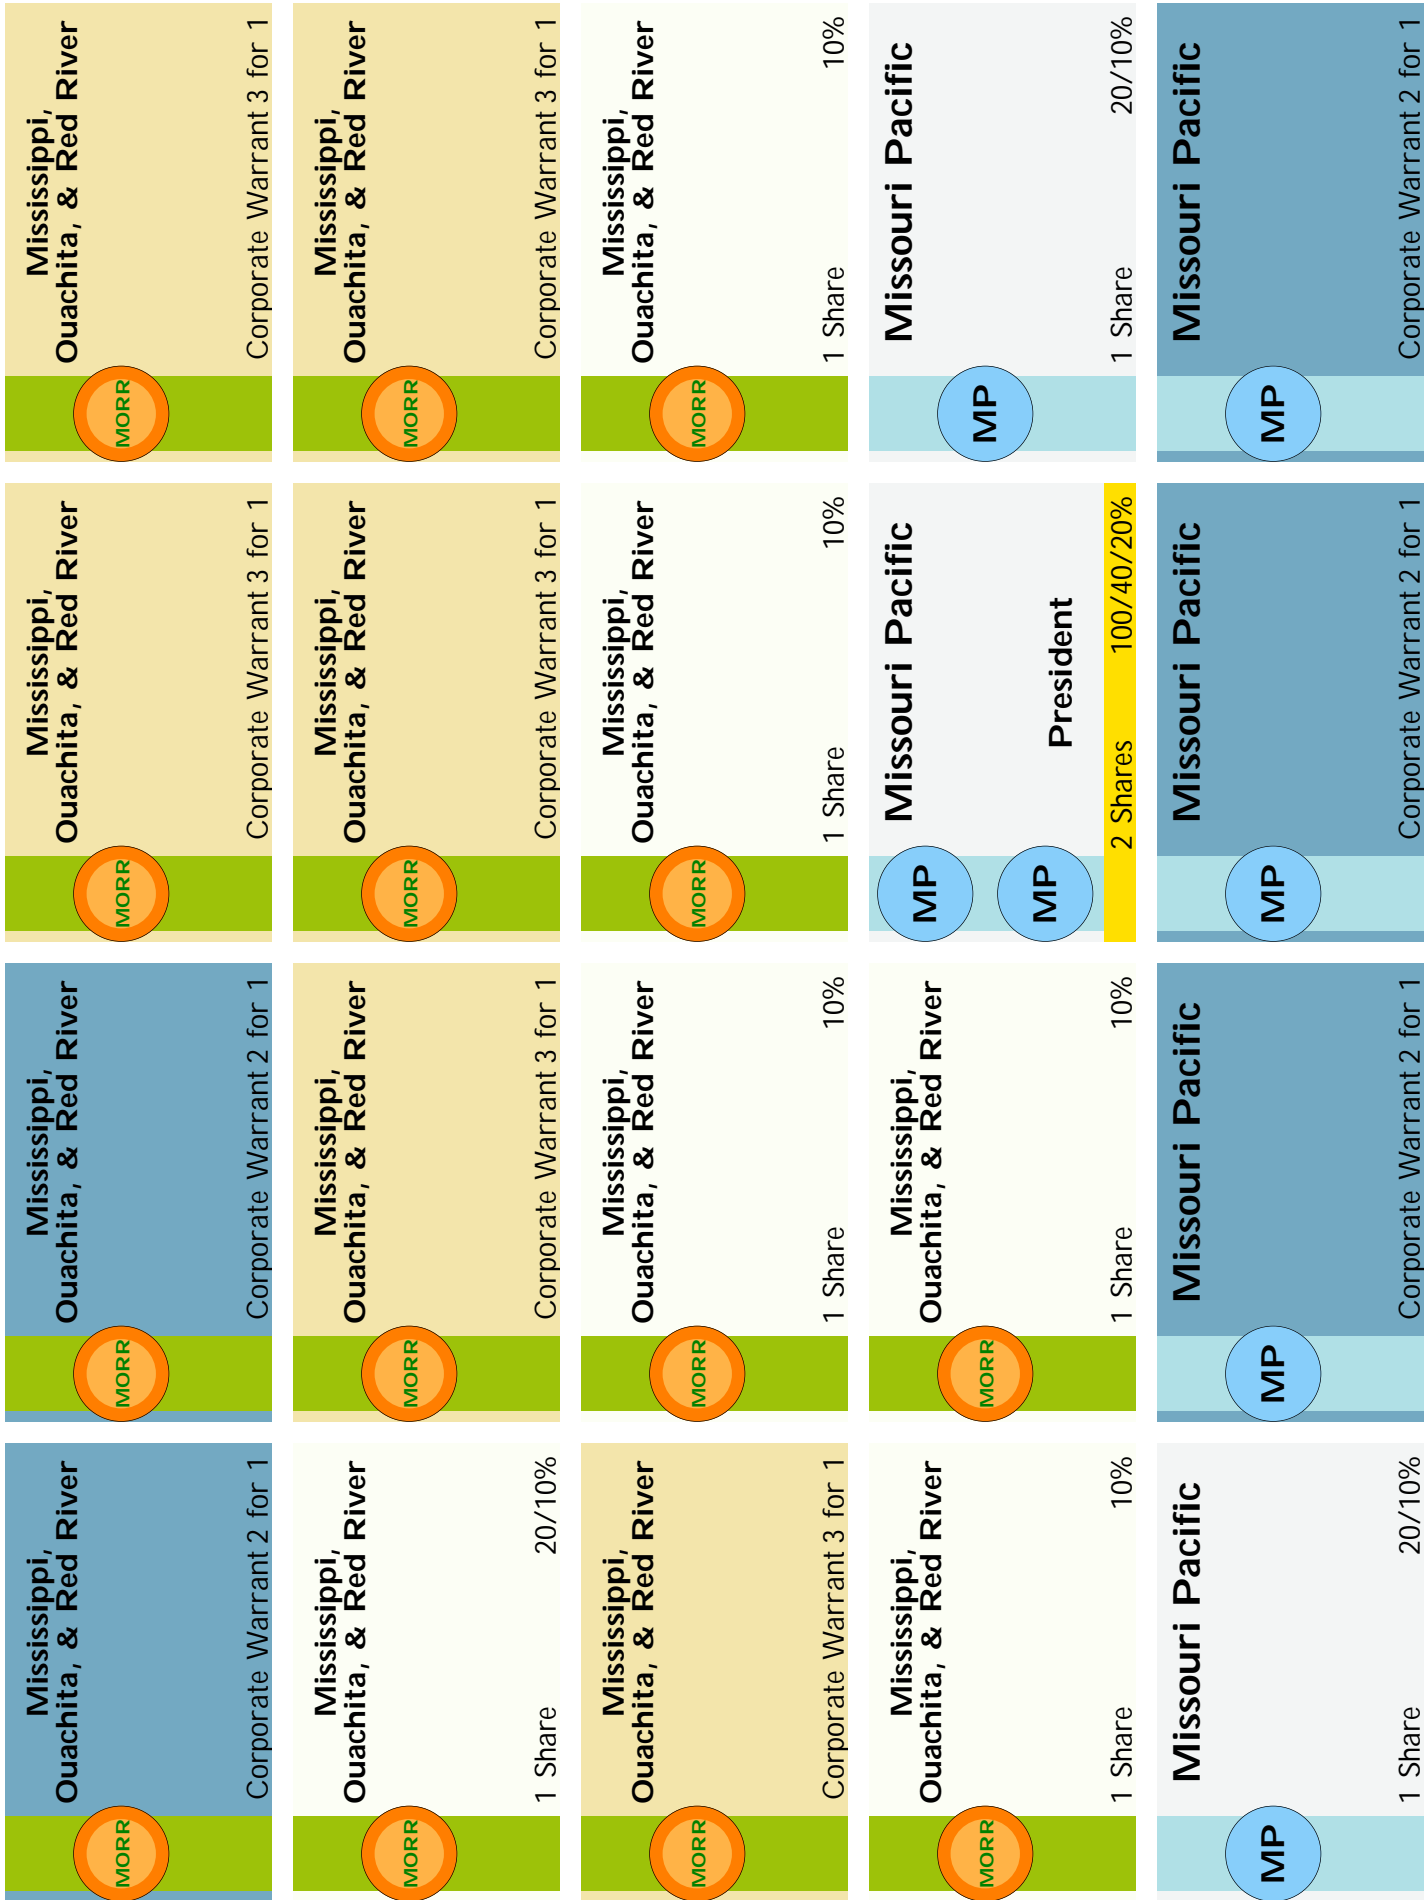 Mississippi,
Ouachita, & Red River
Corporate Warrant 3 for 1
MORR
Mississippi,
Ouachita, & Red River
Corporate Warrant 3 for 1
MORR
Mississippi,
Ouachita, & Red River
1 Share 10%
MORR
Missouri Pacific
1 Share 20/10%
MP
Missouri Pacific
Corporate Warrant 2 for 1
MP
Mississippi,
Ouachita, & Red River
Corporate Warrant 3 for 1
MORR
Mississippi,
Ouachita, & Red River
Corporate Warrant 3 for 1
MORR
Mississippi,
Ouachita, & Red River
1 Share 10%
MORR
Missouri Pacific
President
2 Shares 100/40/20%
MP
MP
Missouri Pacific
Corporate Warrant 2 for 1
MP
Mississippi,
Ouachita, & Red River
Corporate Warrant 2 for 1
MORR
Mississippi,
Ouachita, & Red River
Corporate Warrant 3 for 1
MORR
Mississippi,
Ouachita, & Red River
1 Share 10%
MORR
Mississippi,
Ouachita, & Red River
1 Share 10%
MORR
Missouri Pacific
Corporate Warrant 2 for 1
MP
Mississippi,
Ouachita, & Red River
Corporate Warrant 2 for 1
MORR
Mississippi,
Ouachita, & Red River
1 Share 20/10%
MORR
Mississippi,
Ouachita, & Red River
Corporate Warrant 3 for 1
MORR
Mississippi,
Ouachita, & Red River
1 Share 10%
MORR
Missouri Pacific
1 Share 20/10%
MP